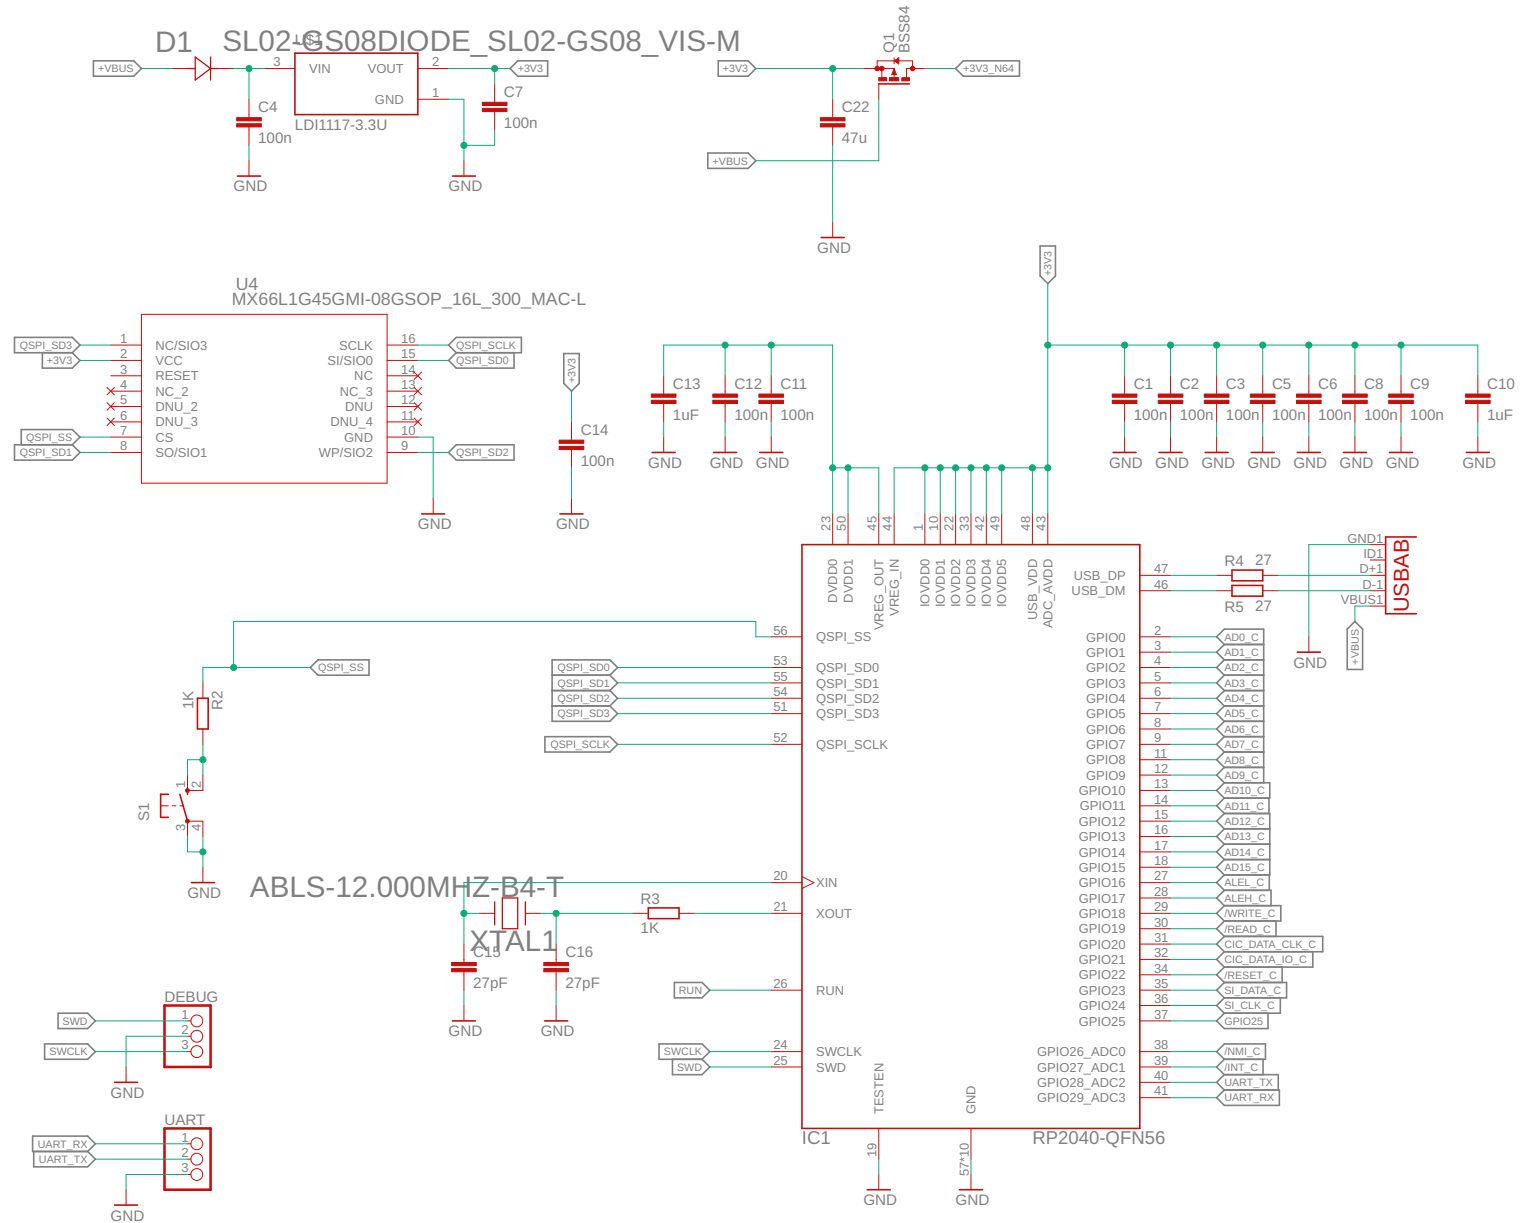 D1 SL02-GS08DIODE_SL02-GS08_VIS-M
+VBUS
3 VIN VOUT 2
+3V3
GND 1
C4
100n
C7
100n
LDI1117-3.3U
GND
GND
Q1
BSS84
+3V3
+3V3_N64
C22
47u
+VBUS
GND
U4
MX66L1G45GMI-08GSOP_16L_300_MAC-L
QSPI_SD3 1 NC/SIO3 SCLK 16 QSPI_SCLK
+3V3 2 VCC SI/SIO0 15 QSPI_SD0
3 RESET NC 14
4 NC_2 NC_3 13
5 DNU_2 DNU 12
6 DNU_3 DNU_4 11
QSPI_SS 7 CS GND 10
QSPI_SD1 8 SO/SIO1 WP/SIO2 9 QSPI_SD2
GND
+3V3
C14
100n
GND
+3V3
C13 C12 C11
1uF 100n 100n
GND GND GND
C1 C2 C3 C5 C6 C8 C9 C10
100n 100n 100n 100n 100n 100n 100n 1uF
GND GND GND GND GND GND GND GND
23 50 45 44 1 10 22 33 42 49 48 43
DVDD0 DVDD1 VREG_OUT VREG_IN IOVDD0 IOVDD1 IOVDD2 IOVDD3 IOVDD4 IOVDD5 USB_VDD ADC_AVDD
USB_DP 47 R4 27
USB_DM 46 R5 27
GND1
ID1
D+1
D-1
VBUS1
USBAB
+VBUS
GND
56 QSPI_SS
QSPI_SD0 53 QSPI_SD0
QSPI_SD1 55 QSPI_SD1
QSPI_SD2 54 QSPI_SD2
QSPI_SD3 51 QSPI_SD3
QSPI_SCLK 52 QSPI_SCLK
QSPI_SS
1K
R2
1 2
S1
3 4
GND
GPIO0 2 AD0_C
GPIO1 3 AD1_C
GPIO2 4 AD2_C
GPIO3 5 AD3_C
GPIO4 6 AD4_C
GPIO5 7 AD5_C
GPIO6 8 AD6_C
GPIO7 9 AD7_C
GPIO8 11 AD8_C
GPIO9 12 AD9_C
GPIO10 13 AD10_C
GPIO11 14 AD11_C
GPIO12 15 AD12_C
GPIO13 16 AD13_C
GPIO14 17 AD14_C
GPIO15 18 AD15_C
GPIO16 27 ALEL_C
GPIO17 28 ALEH_C
GPIO18 29 /WRITE_C
GPIO19 30 /READ_C
GPIO20 31 CIC_DATA_CLK_C
GPIO21 32 CIC_DATA_IO_C
GPIO22 34 /RESET_C
GPIO23 35 SI_DATA_C
GPIO24 36 SI_CLK_C
GPIO25 37 GPIO25
GPIO26_ADC0 38 /NMI_C
GPIO27_ADC1 39 /INT_C
GPIO28_ADC2 40 UART_TX
GPIO29_ADC3 41 UART_RX
ABLS-12.000MHZ-B4-T
20 XIN
R3
1K
21 XOUT
XTAL1
C15 C16
27pF 27pF
GND GND
RUN 26 RUN
SWCLK 24 SWCLK
SWD 25 SWD
TESTEN
GND
IC1
RP2040-QFN56
19
57*10
GND GND
DEBUG
SWD 1
2
SWCLK 3
GND
UART
UART_RX 1
UART_TX 2
3
GND